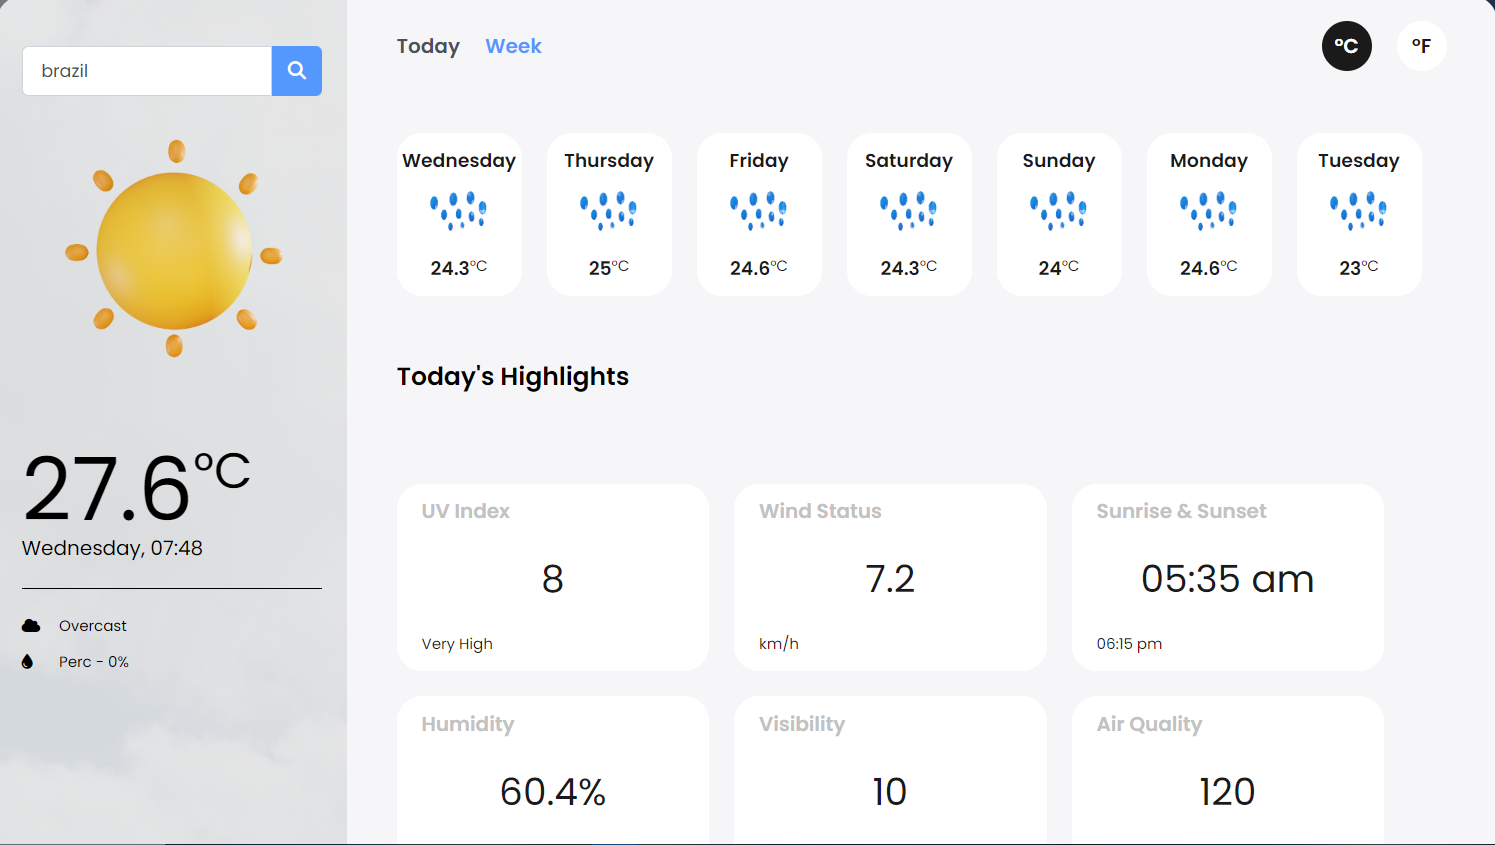 brazil
27.6°C
Wednesday, 07:48
Overcast
Perc - 0%
Today Week
°C °F
Wednesday Thursday Friday Saturday Sunday Monday Tuesday
24.3°C 25°C 24.6°C 24.3°C 24°C 24.6°C 23°C
Today's Highlights
UV Index
8
Very High
Wind Status
7.2
km/h
Sunrise & Sunset
05:35 am
06:15 pm
Humidity
60.4%
Visibility
10
Air Quality
120